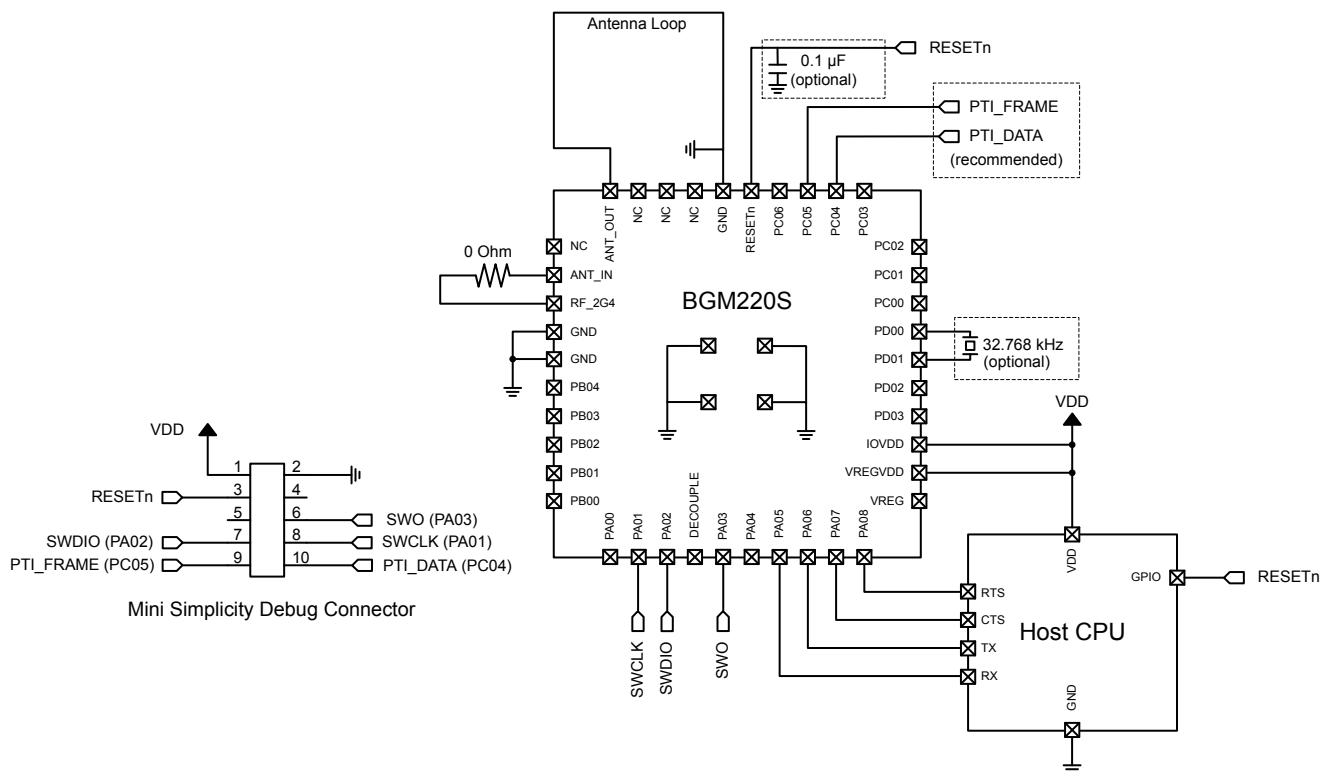 Antenna Loop
RESETn
0.1 µF
(optional)
PTI_FRAME
PTI_DATA
(recommended)
ANT_OUT
NC
NC
NC
GND
RESETn
PC06
PC05
PC04
PC03
NC
ANT_IN
RF_2G4
GND
GND
PB04
PB03
PB02
PB01
PB00
0 Ohm
BGM220S
PC02
PC01
PC00
PD00
PD01
PD02
PD03
IOVDD
VREGVDD
VREG
32.768 kHz
(optional)
VDD
PA00
PA01
PA02
DECOUPLE
PA03
PA04
PA05
PA06
PA07
PA08
SWCLK
SWDIO
SWO
VDD
1 2
RESETn 3 4
5 6 SWO (PA03)
SWDIO (PA02) 7 8 SWCLK (PA01)
PTI_FRAME (PC05) 9 10 PTI_DATA (PC04)
Mini Simplicity Debug Connector
VDD
RTS
CTS
TX
RX
Host CPU
GPIO
RESETn
GND